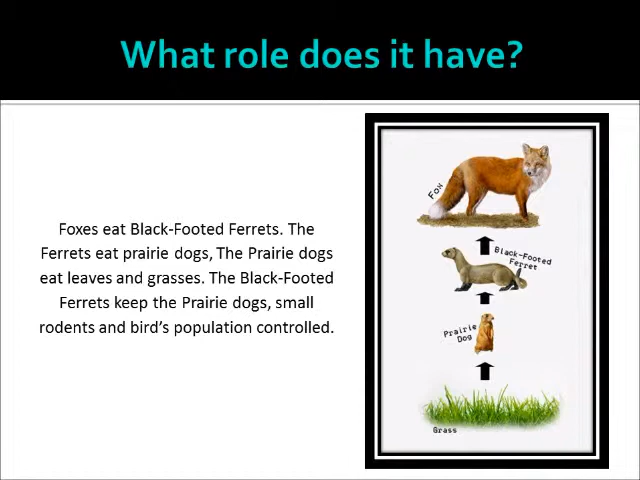 What role does it have?
Foxes eat Black-Footed Ferrets. The
Ferrets eat prairie dogs, The Prairie dogs
eat leaves and grasses. The Black-Footed
Ferrets keep the Prairie dogs, small
rodents and bird's population controlled.
Fox
Black-Footed
Ferret
Prairie
Dog
Grass